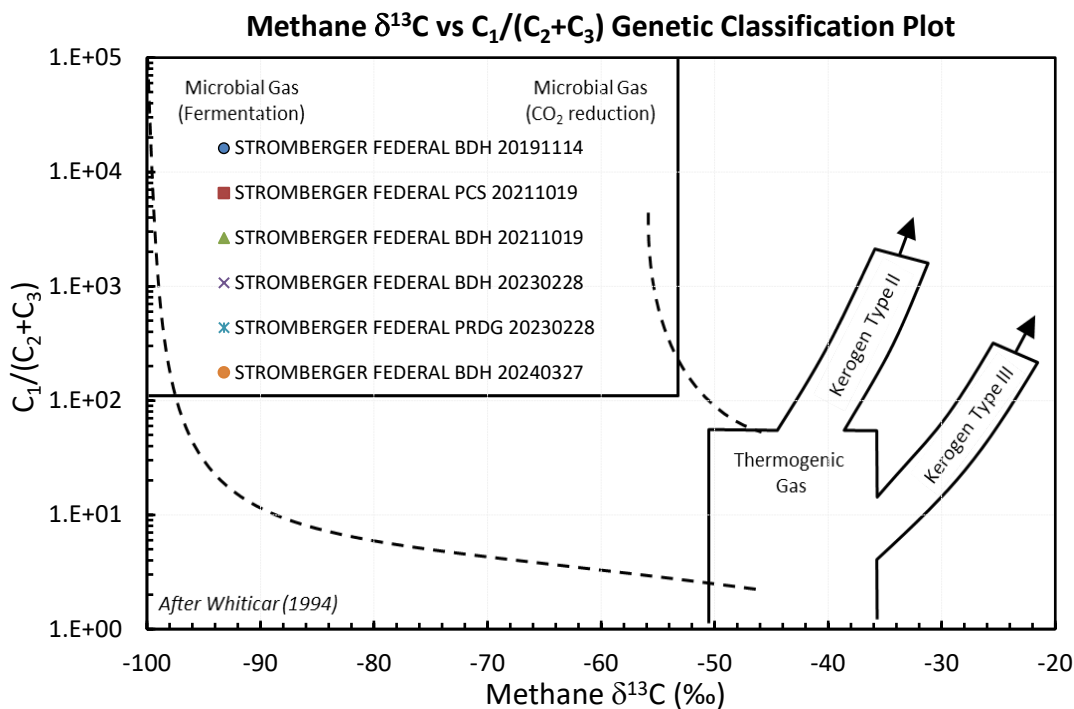 Methane δ¹³C vs C₁/(C₂+C₃) Genetic Classification Plot
1.E+05
1.E+04
1.E+03
1.E+02
1.E+01
1.E+00
C₁/(C₂+C₃)
Microbial Gas
(Fermentation)
Microbial Gas
(CO₂ reduction)
STROMBERGER FEDERAL BDH 20191114
STROMBERGER FEDERAL PCS 20211019
STROMBERGER FEDERAL BDH 20211019
STROMBERGER FEDERAL BDH 20230228
STROMBERGER FEDERAL PRDG 20230228
STROMBERGER FEDERAL BDH 20240327
Kerogen Type II
Kerogen Type III
Thermogenic
Gas
After Whiticar (1994)
-100
-90
-80
-70
-60
-50
-40
-30
-20
Methane δ¹³C (‰)